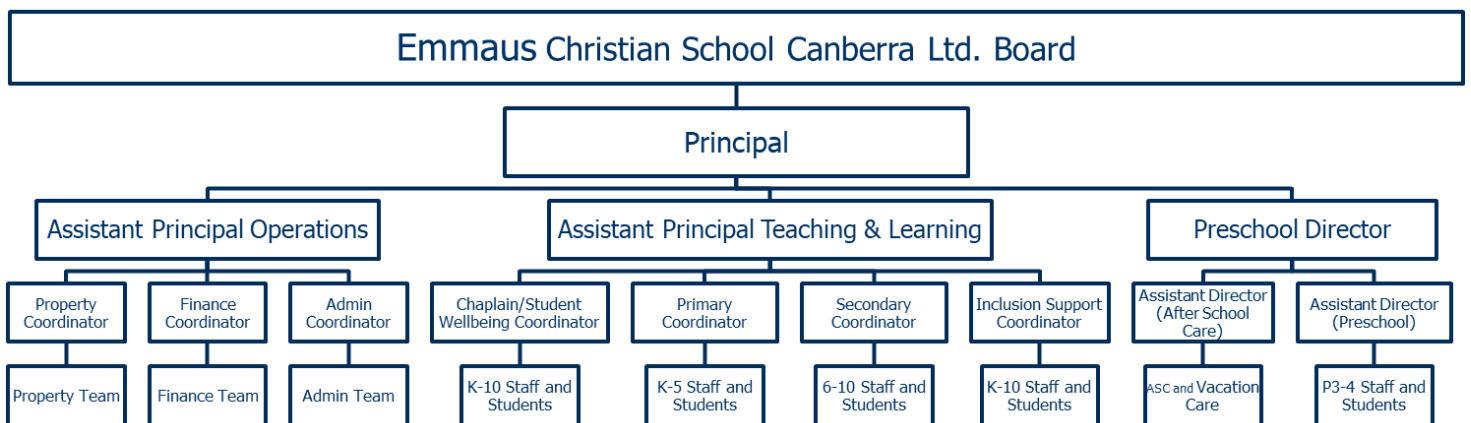 Emmaus Christian School Canberra Ltd. Board
Principal
Assistant Principal Operations
Assistant Principal Teaching & Learning
Preschool Director
Property
Coordinator
Finance
Coordinator
Admin
Coordinator
Chaplain/Student
Wellbeing Coordinator
Primary
Coordinator
Secondary
Coordinator
Inclusion Support
Coordinator
Assistant Director
(After School
Care)
Assistant Director
(Preschool)
Property Team
Finance Team
Admin Team
K-10 Staff and
Students
K-5 Staff and
Students
6-10 Staff and
Students
K-10 Staff and
Students
ASC and Vacation
Care
P3-4 Staff and
Students